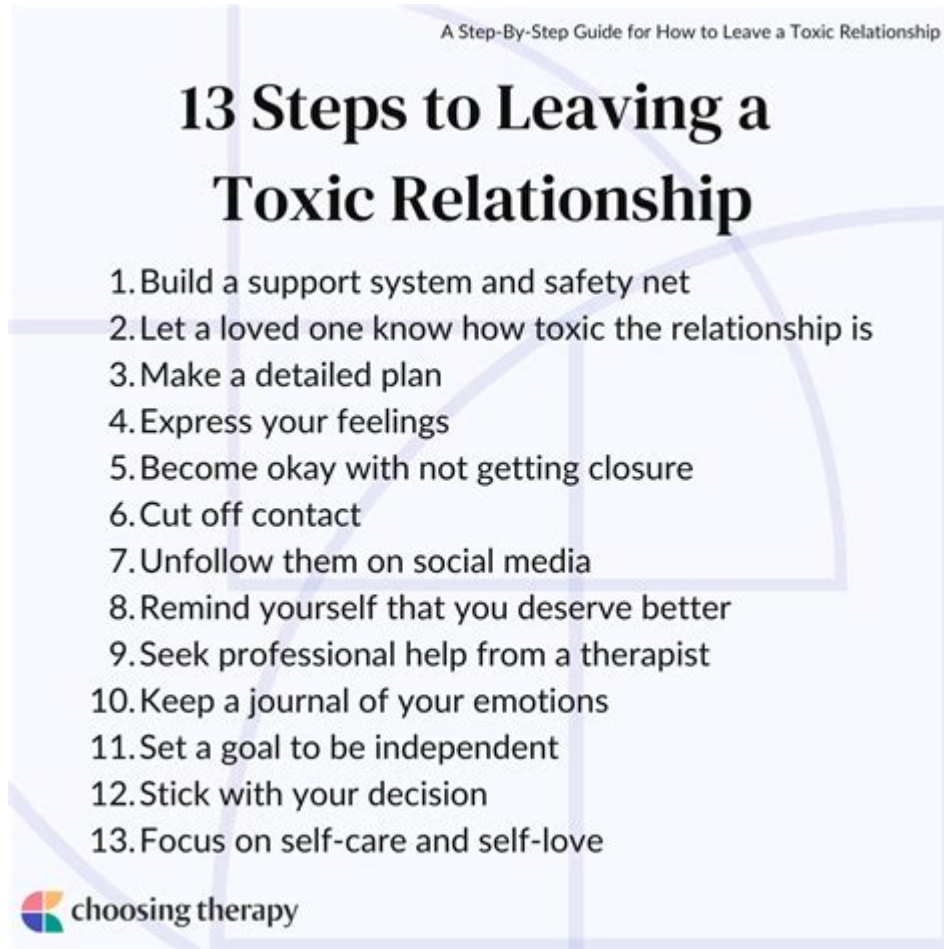 A Step-By-Step Guide for How to Leave a Toxic Relationship
13 Steps to Leaving a
Toxic Relationship
1. Build a support system and safety net
2. Let a loved one know how toxic the relationship is
3. Make a detailed plan
4. Express your feelings
5. Become okay with not getting closure
6. Cut off contact
7. Unfollow them on social media
8. Remind yourself that you deserve better
9. Seek professional help from a therapist
10. Keep a journal of your emotions
11. Set a goal to be independent
12. Stick with your decision
13. Focus on self-care and self-love
choosing therapy